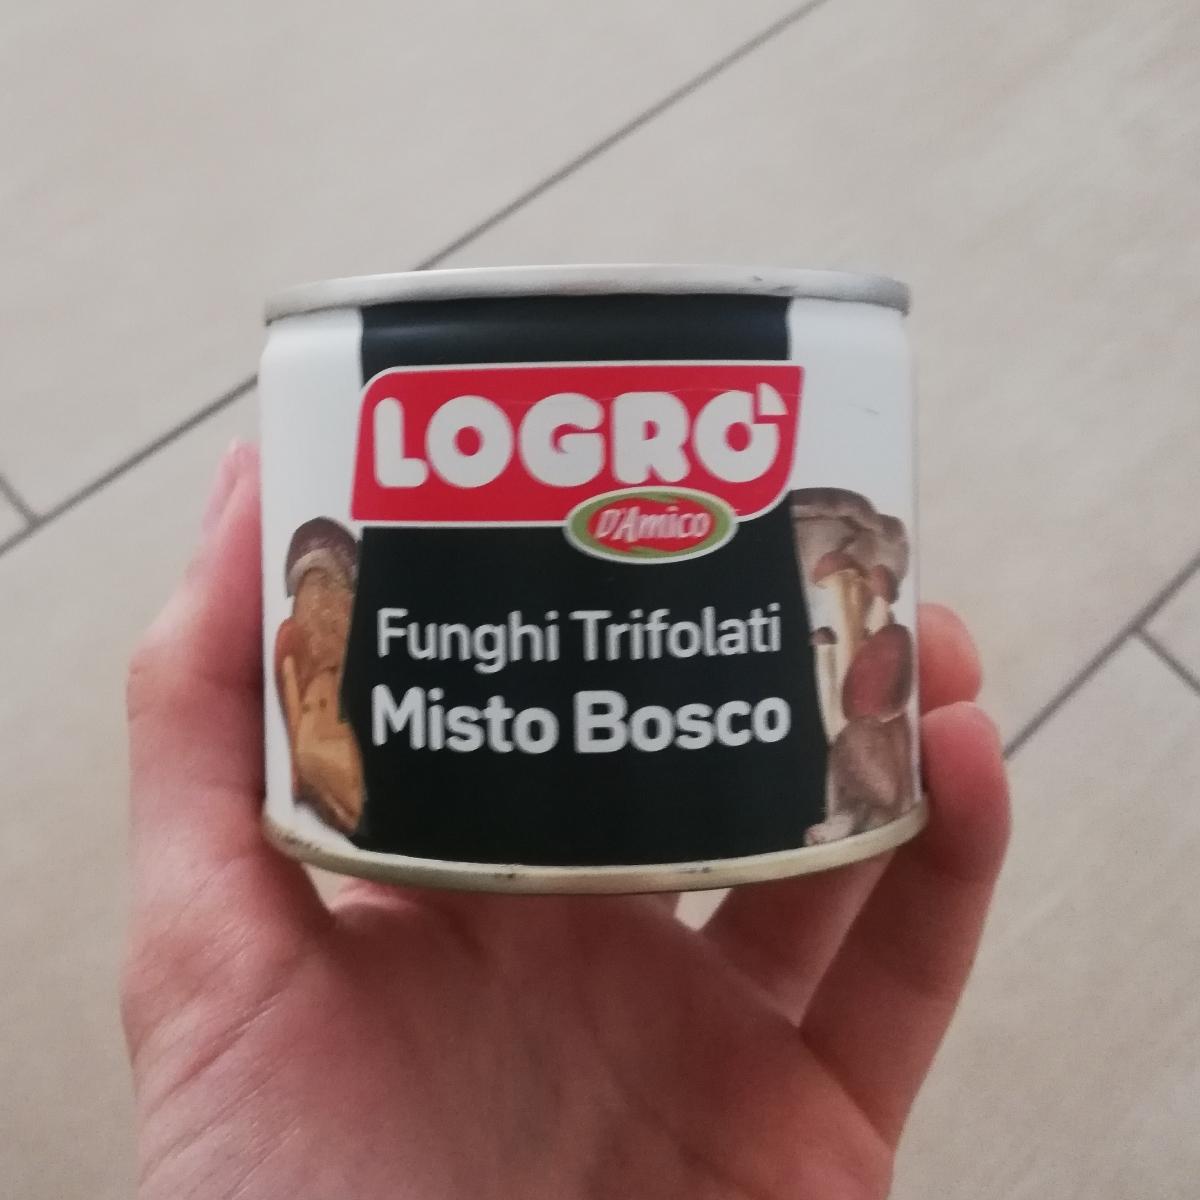 LOGRÒ
D'Amico
Funghi Trifolati
Misto Bosco